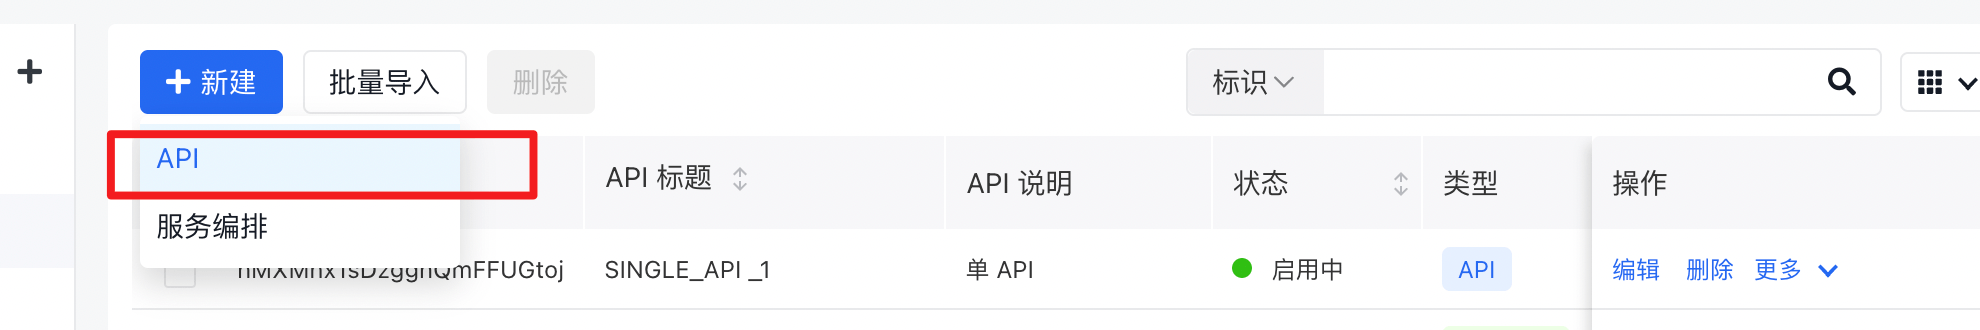 新建 批量导入 删除 标识
API
API 标题 API 说明 状态 类型 操作
服务编排
SINGLE_API _1 单 API 启用中 API 编辑 删除 更多